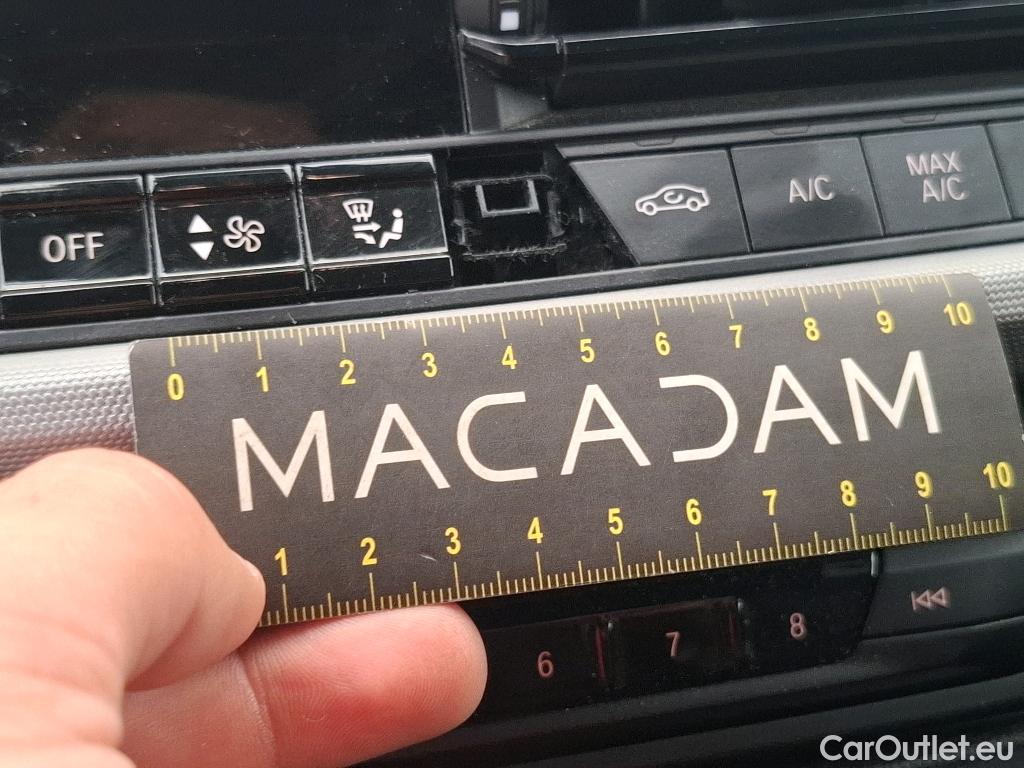 OFF
A/C
MAX
A/C
0 1 2 3 4 5 6 7 8 9 10
MACADAM
1 2 3 4 5 6 7 8 9 10
6 7 8
CarOutlet.eu